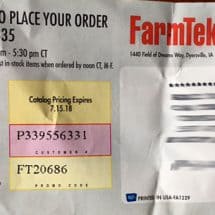 O PLACE YOUR ORDER
35
m - 5:30 pm CT
st in stock items when ordered by noon CT, M-F.
FarmTek
1440 Field of Dreams Way, Dyersville, IA
Catalog Pricing Expires
7.15.18
P339556331
CUSTOMER #
FT20686
PROMO CODE
PRINTED IN USA-FA1229